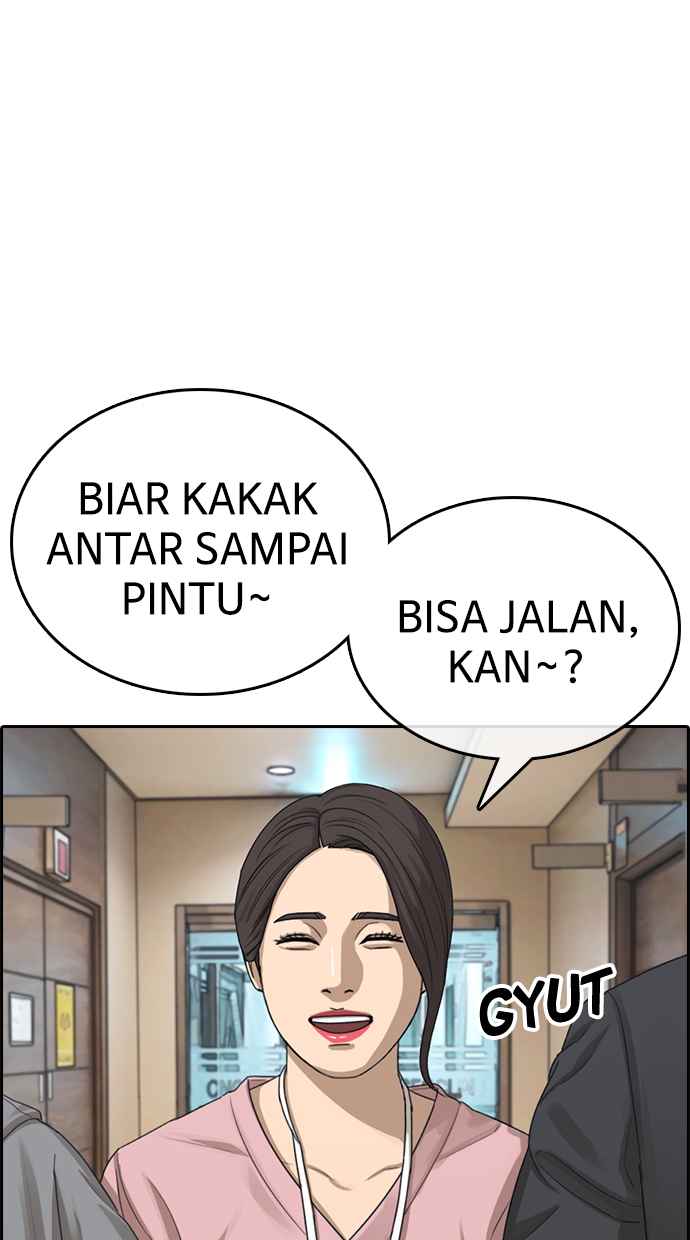 BIAR KAKAK
ANTAR SAMPAI
PINTU~
BISA JALAN,
KAN~?
GYUT